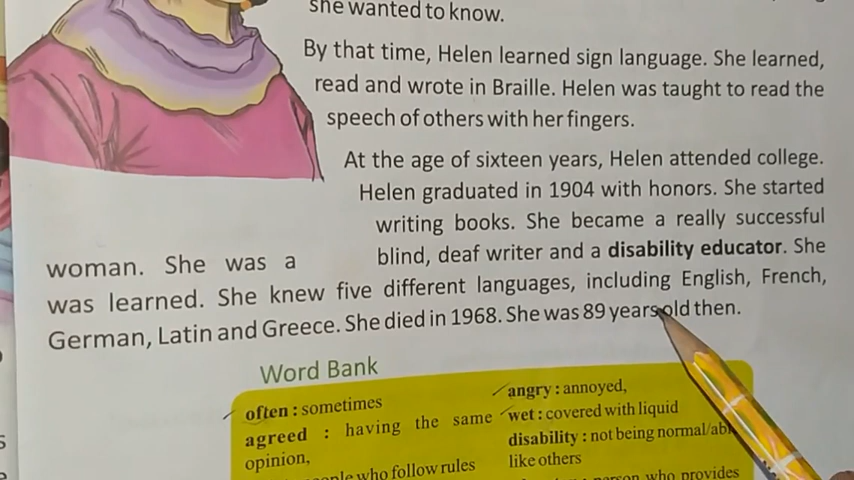 she wanted to know.
By that time, Helen learned sign language. She learned,
read and wrote in Braille. Helen was taught to read the
speech of others with her fingers.
At the age of sixteen years, Helen attended college.
Helen graduated in 1904 with honors. She started
writing books. She became a really successful
woman. She was a blind, deaf writer and a disability educator. She
was learned. She knew five different languages, including English, French,
German, Latin and Greece. She died in 1968. She was 89 years old then.
Word Bank
often : sometimes
agreed : having the same
opinion,
who follow rules
angry : annoyed,
wet : covered with liquid
disability : not being normal/
like others
person who provides